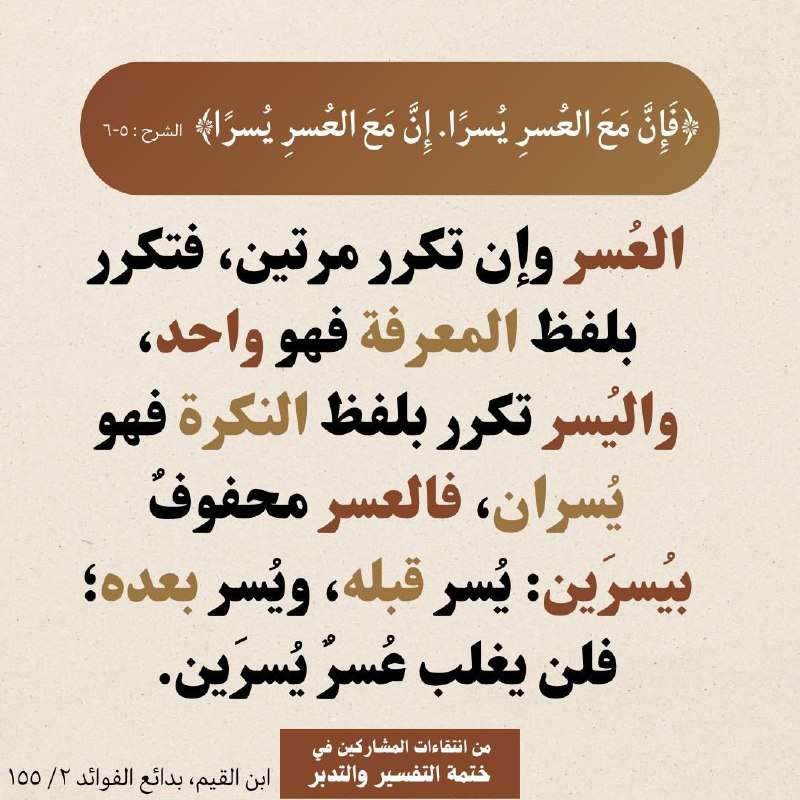 ﴿فَإِنَّ مَعَ العُسرِ يُسرًا. إِنَّ مَعَ العُسرِ يُسرًا﴾ الشرح : ٥-٦
العُسر وإن تكرر مرتين، فتكرر
بلفظ المعرفة فهو واحد،
واليُسر تكرر بلفظ النكرة فهو
يُسران، فالعسر محفوفٌ
بيُسرَين: يُسر قبله، ويُسر بعده؛
فلن يغلب عُسرٌ يُسرَين.
من انتقاءات المشاركين في
ختمة التفسير والتدبر
ابن القيم، بدائع الفوائد ٢/ ١٥٥